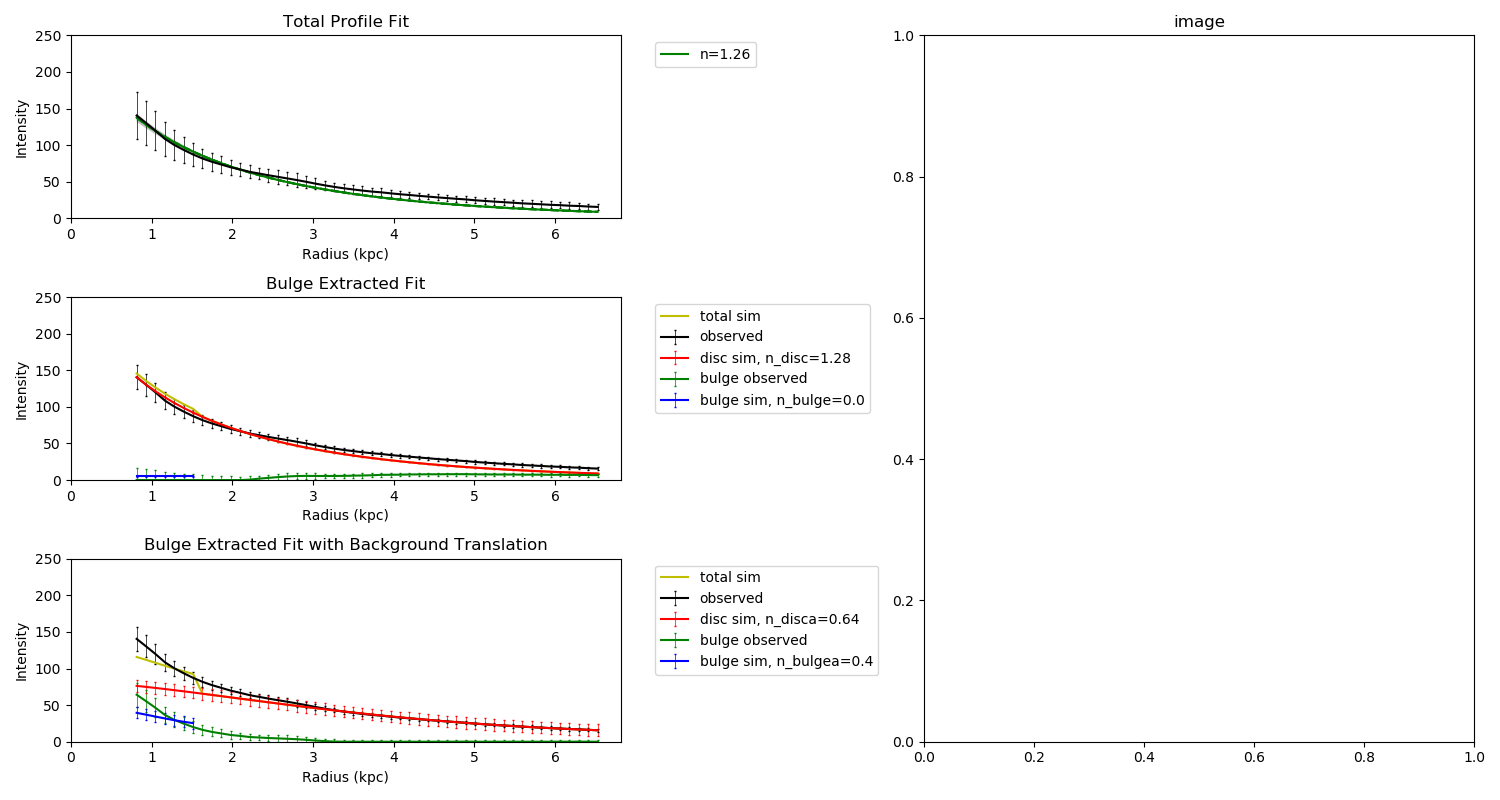 Total Profile Fit
250
200
150
100
50
0
Intensity
0 1 2 3 4 5 6
Radius (kpc)
n=1.26
Bulge Extracted Fit
250
200
150
100
50
0
Intensity
0 1 2 3 4 5 6
Radius (kpc)
total sim
observed
disc sim, n_disc=1.28
bulge observed
bulge sim, n_bulge=0.0
Bulge Extracted Fit with Background Translation
250
200
150
100
50
0
Intensity
0 1 2 3 4 5 6
Radius (kpc)
total sim
observed
disc sim, n_disca=0.64
bulge observed
bulge sim, n_bulgea=0.4
image
1.0
0.8
0.6
0.4
0.2
0.0
0.0 0.2 0.4 0.6 0.8 1.0